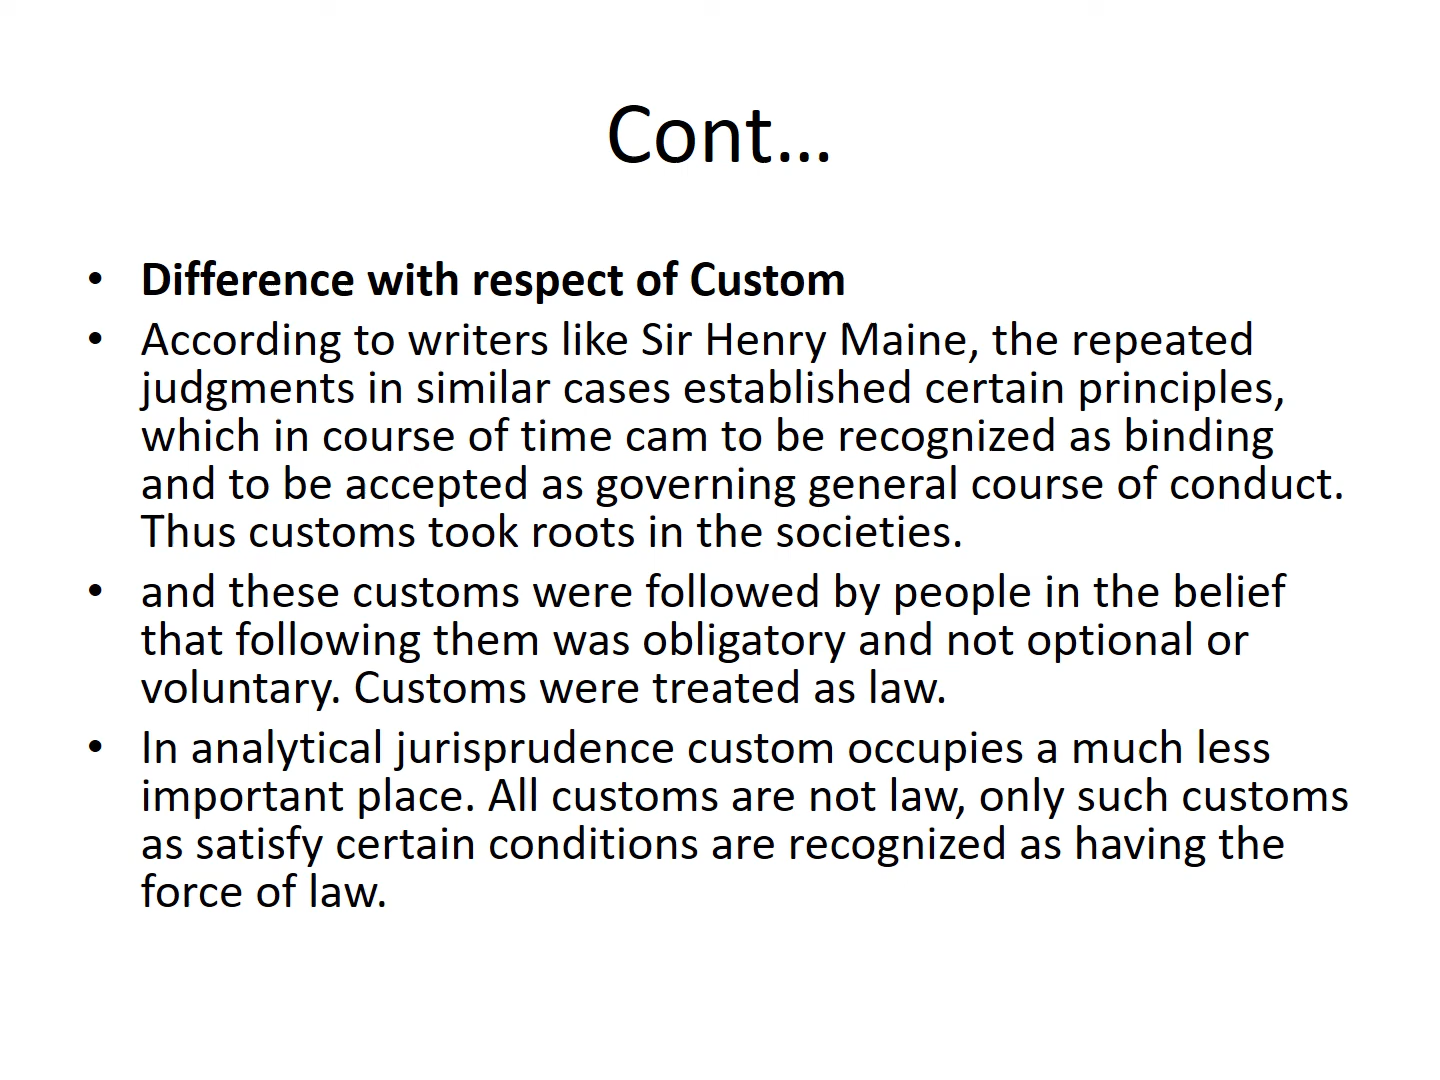 Cont…
• Difference with respect of Custom
• According to writers like Sir Henry Maine, the repeated
judgments in similar cases established certain principles,
which in course of time cam to be recognized as binding
and to be accepted as governing general course of conduct.
Thus customs took roots in the societies.
• and these customs were followed by people in the belief
that following them was obligatory and not optional or
voluntary. Customs were treated as law.
• In analytical jurisprudence custom occupies a much less
important place. All customs are not law, only such customs
as satisfy certain conditions are recognized as having the
force of law.